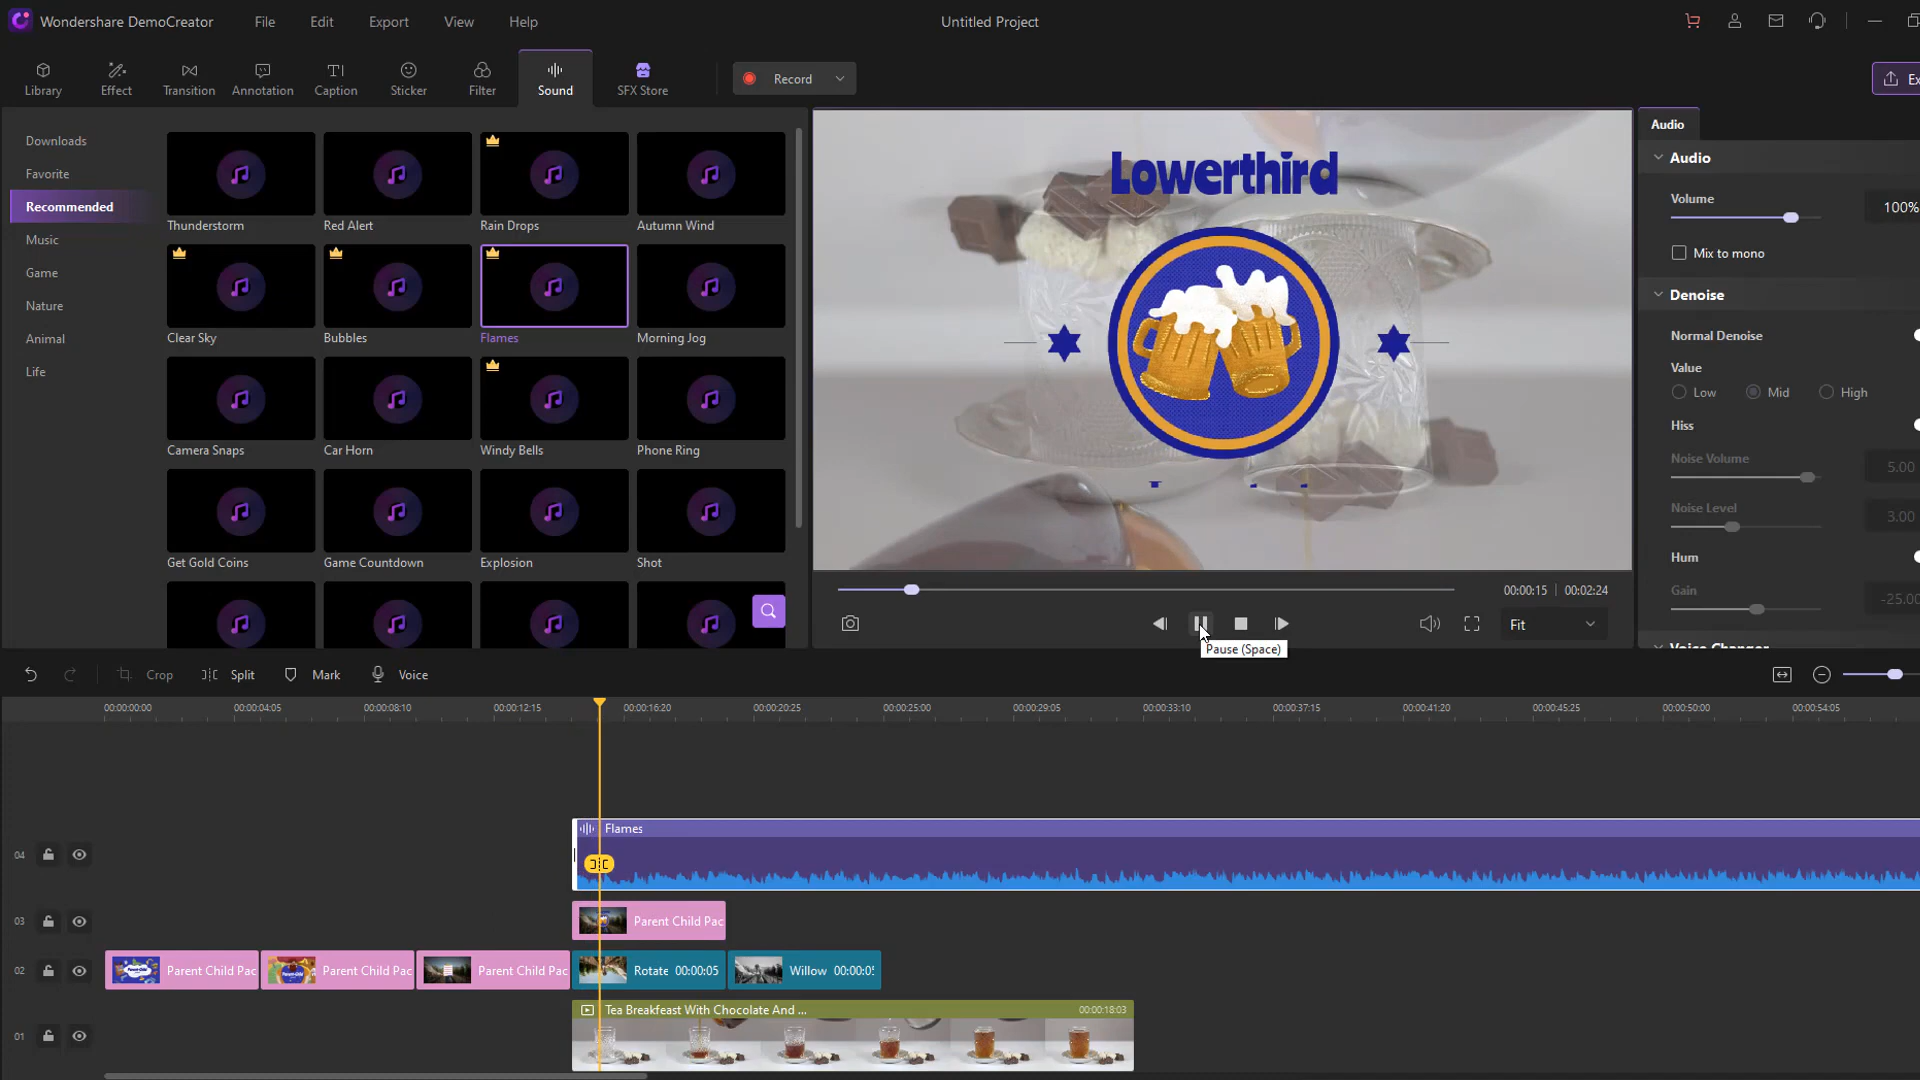 Wondershare DemoCreator File Edit Export View Help Untitled Project
Library Effect Transition Annotation Caption Sticker Filter Sound SFX Store Record Ex
Downloads
Favorite
Recommended
Music
Game
Nature
Animal
Life
Thunderstorm Red Alert Rain Drops Autumn Wind
Clear Sky Bubbles Flames Morning Jog
Camera Snaps Car Horn Windy Bells Phone Ring
Get Gold Coins Game Countdown Explosion Shot
Lowerthird
00:00:15 | 00:02:24
Fit
Pause (Space)
Audio
Audio
Volume 100%
Mix to mono
Denoise
Normal Denoise
Value
Low Mid High
Hiss
Noise Volume 5.00
Noise Level 3.00
Hum
Gain -25.00
Voice Changer
Crop Split Mark Voice
00:00:00:00 00:00:04:05 00:00:08:10 00:00:12:15 00:00:16:20 00:00:20:25 00:00:25:00 00:00:29:05 00:00:33:10 00:00:37:15 00:00:41:20 00:00:45:25 00:00:50:00 00:00:54:05
04 Flames
03 Parent Child Pac
02 Parent Child Pac Parent Child Pac Parent Child Pac Rotate 00:00:05 Willow 00:00:05
Tea Breakfeast With Chocolate And ... 00:00:18:03
01